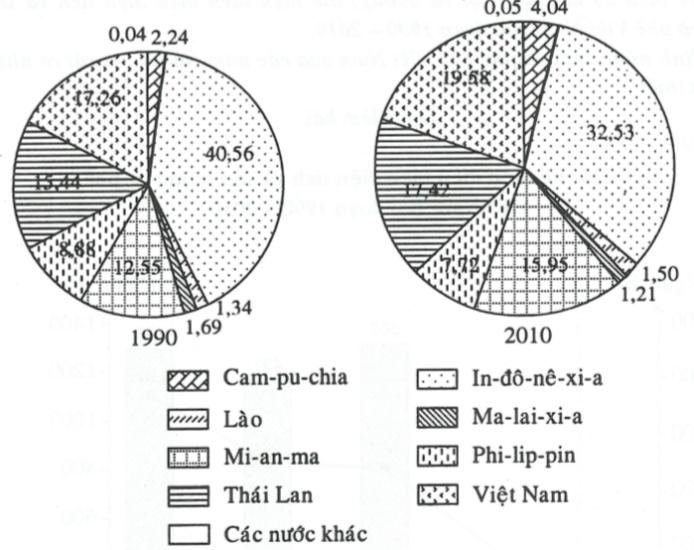 0,04 2,24
17,26
40,56
15,44
8,88
12,55
1,34
1,69
1990
0,05 4,04
19,58
32,53
17,47
7,72
15,95
1,50
1,21
2010
Cam-pu-chia
Lào
Mi-an-ma
Thái Lan
Các nước khác
In-đô-nê-xi-a
Ma-lai-xi-a
Phi-lip-pin
Việt Nam